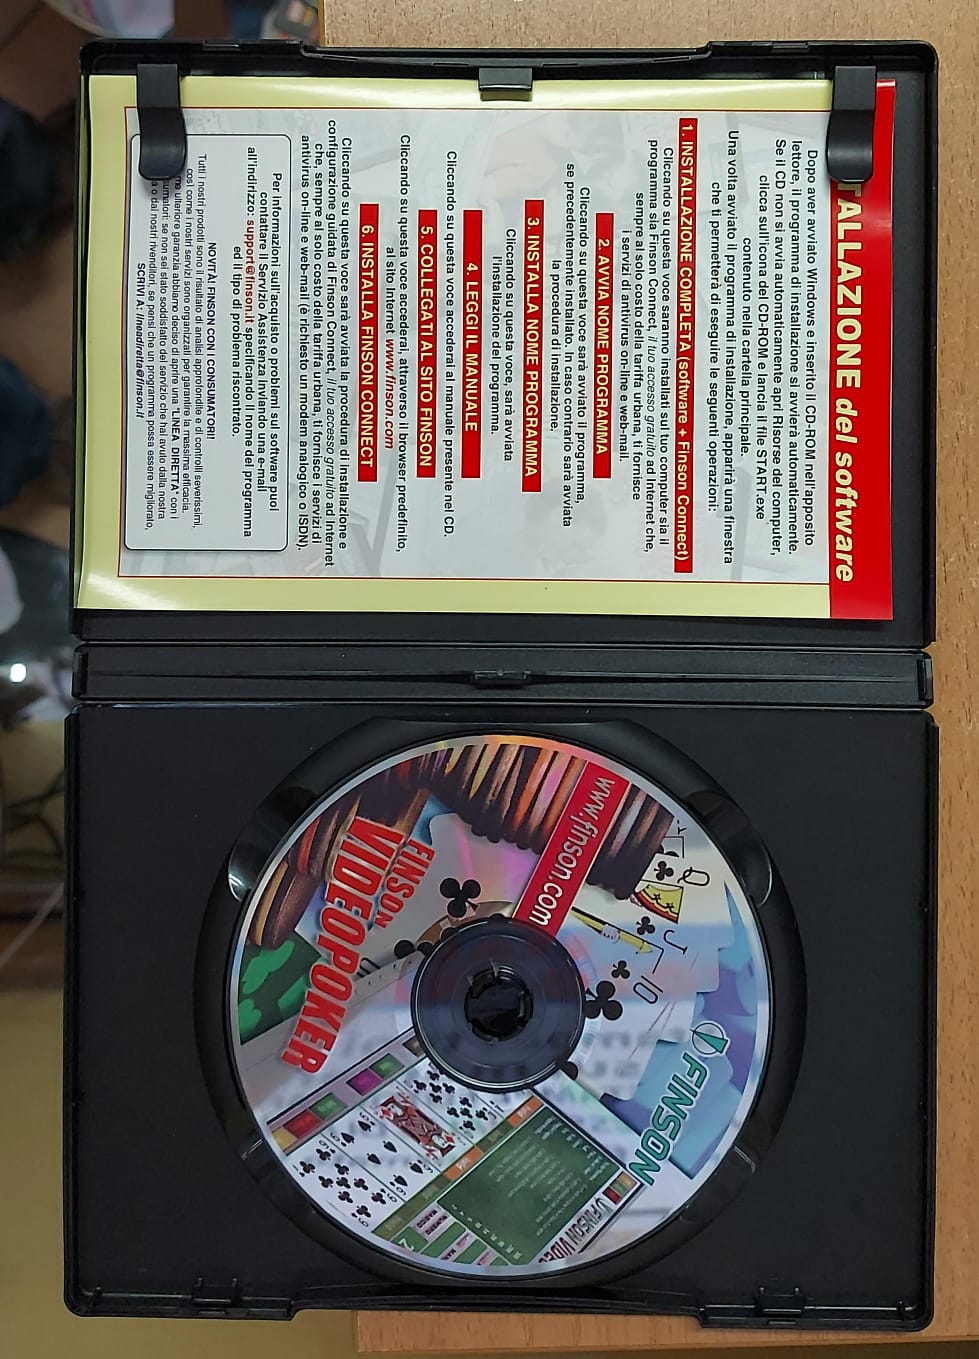 TALLAZIONE del software
Dopo aver avviato Windows e inserito il CD-ROM nell'apposito
lettore, il programma di installazione si avvierà automaticamente.
Se il CD non si avvia automaticamente apri Risorse del computer,
clicca sull'icona del CD-ROM e lancia il file START.exe
contenuto nella cartella principale.
Una volta avviato il programma di installazione, apparirà una finestra
che ti permetterà di eseguire le seguenti operazioni:
1. INSTALLAZIONE COMPLETA (software + Finson Connect)
Cliccando su questa voce saranno installati sul tuo computer sia il
programma sia Finson Connect, il tuo accesso gratuito ad Internet che,
sempre al solo costo della tariffa urbana, ti fornisce
i servizi di antivirus on-line e web-mail.
2. AVVIA NOME PROGRAMMA
Cliccando su questa voce sarà avviato il programma,
se precedentemente installato. In caso contrario sarà avviata
la procedura di installazione.
3. INSTALLA NOME PROGRAMMA
Cliccando su questa voce, sarà avviata
l'installazione del programma.
4. LEGGI IL MANUALE
Cliccando su questa voce accederai al manuale presente nel CD.
5. COLLEGATI AL SITO FINSON
Cliccando su questa voce accederai, attraverso il browser predefinito,
al sito Internet www.finson.com
6. INSTALLA FINSON CONNECT
Cliccando su questa voce sarà avviata la procedura di installazione e
configurazione guidata di Finson Connect, il tuo accesso gratuito ad Internet
che, sempre al solo costo della tariffa urbana, ti fornisce i servizi di
antivirus on-line e web-mail (è richiesto un modem analogico o ISDN).
Per informazioni sull'acquisto o problemi sul software puoi
contattare il Servizio Assistenza inviando una e-mail
all'indirizzo: support@finson.it specificando il nome del programma
ed il tipo di problema riscontrato.
NOVITÀ! FINSON CON I CONSUMATORI!
Tutti i nostri prodotti sono il risultato di analisi approfondite e di controlli severissimi,
così come i nostri servizi sono organizzati per garantire la massima efficacia.
ulteriore garanzia abbiamo deciso di aprire una "LINEA DIRETTA" con i
se non sei stato soddisfatto del servizio che hai avuto dalla nostra
o dai nostri rivenditori, se pensi che un programma possa essere migliorato,
SCRIVI A: lineadiretta@finson.it
www.finson.com
FINSON
VIDEOPOKER
FINSON
Q
J
10
FINSON VIDEO